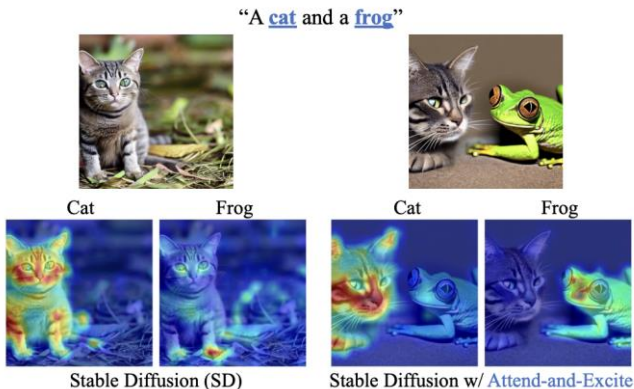 “A cat and a frog”
Cat Frog Cat Frog
Stable Diffusion (SD) Stable Diffusion w/ Attend-and-Excite